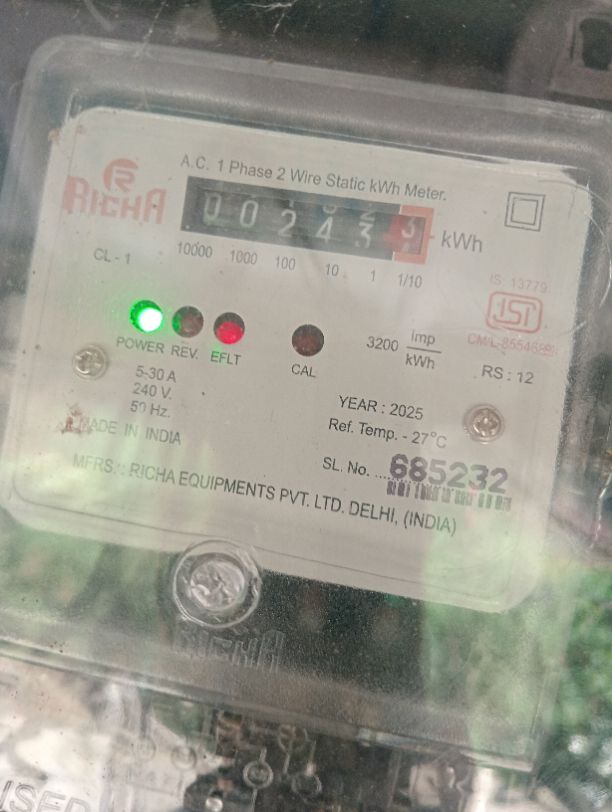 RICHA
A.C. 1 Phase 2 Wire Static kWh Meter.
0 0 2 4 3 3 kWh
10000 1000 100 10 1 1/10
CL - 1
IS: 13779
ISI
POWER REV. EFLT
CAL
3200 imp
kWh
RS : 12
5-30 A
240 V.
50 Hz.
MADE IN INDIA
YEAR : 2025
Ref. Temp. - 27°C
SL. No. ....685232
MFRS. : RICHA EQUIPMENTS PVT. LTD. DELHI, (INDIA)
RICHA